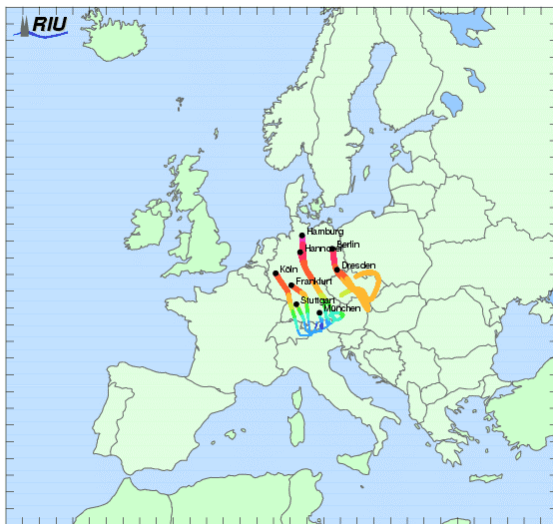 RIU
Hamburg
Hannover
Berlin
Köln
Dresden
Frankfurt
Stuttgart
München